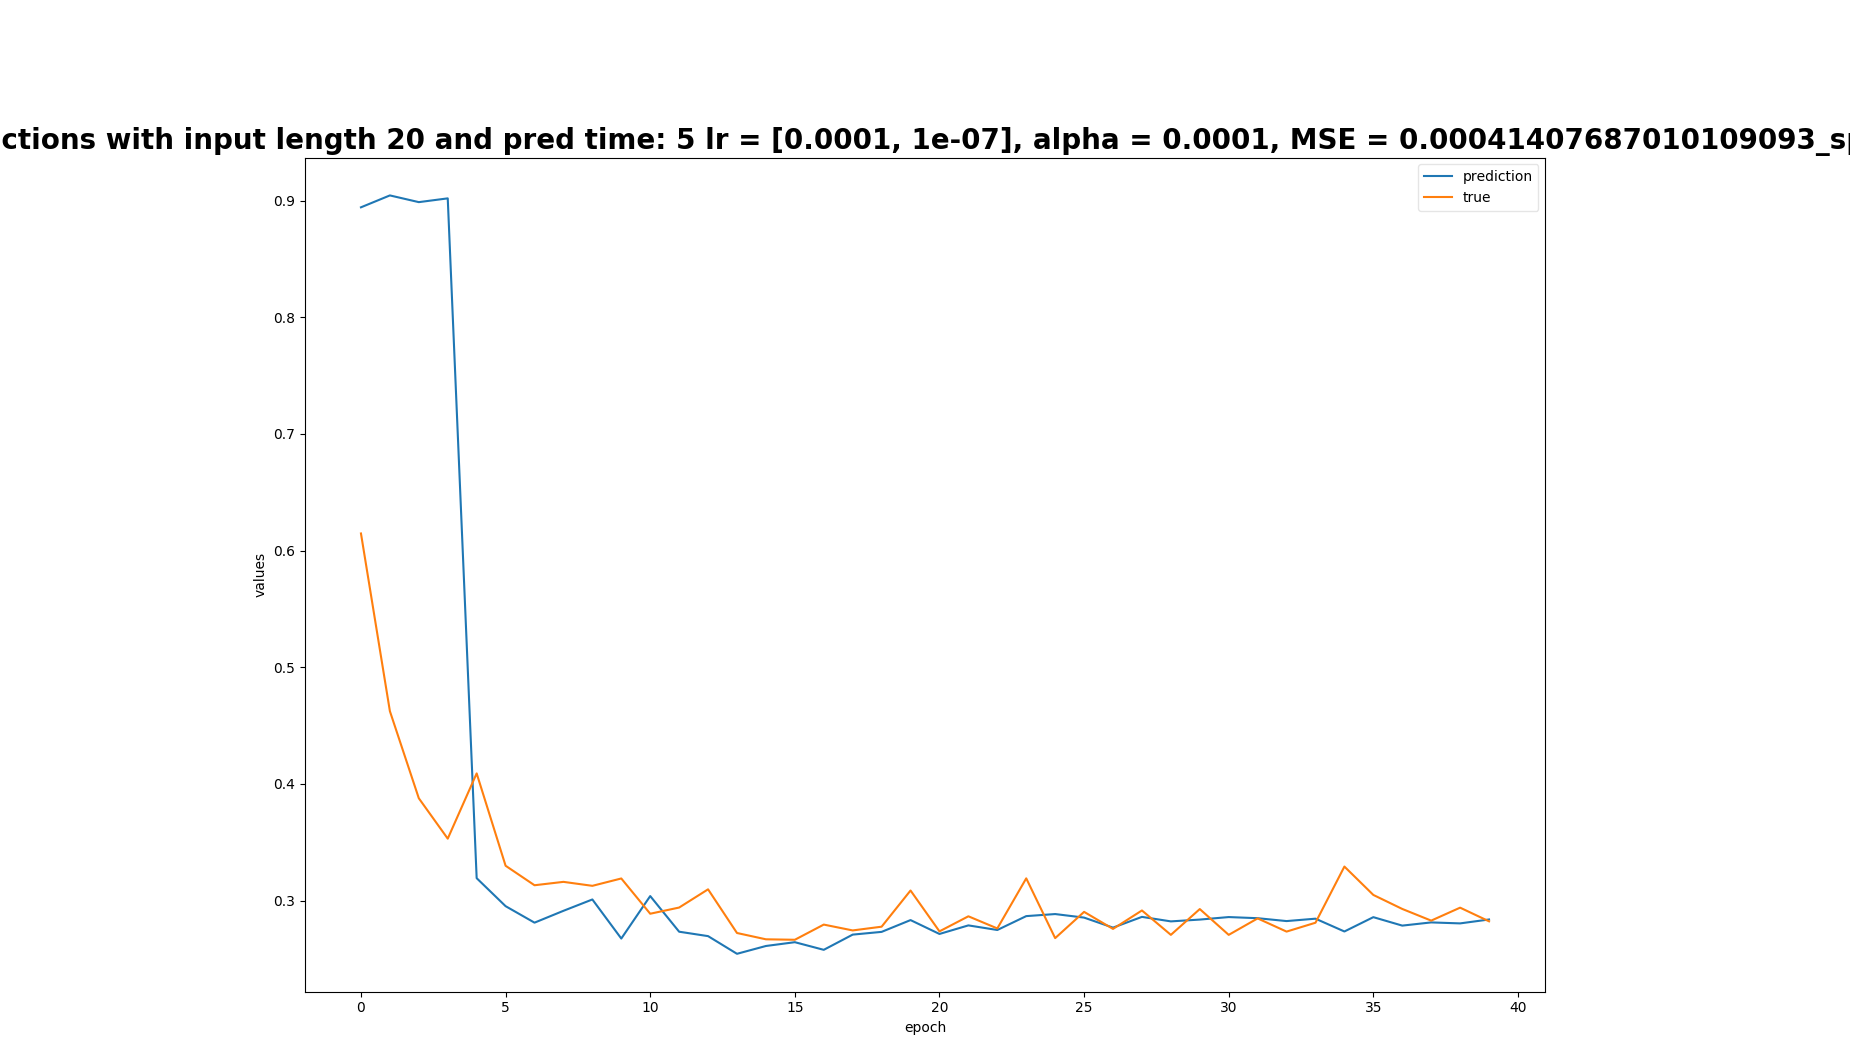 ctions with input length 20 and pred time: 5 lr = [0.0001, 1e-07], alpha = 0.0001, MSE = 0.00041407687010109093_sp
prediction
true
0.9
0.8
0.7
0.6
0.5
0.4
0.3
values
0 5 10 15 20 25 30 35 40
epoch